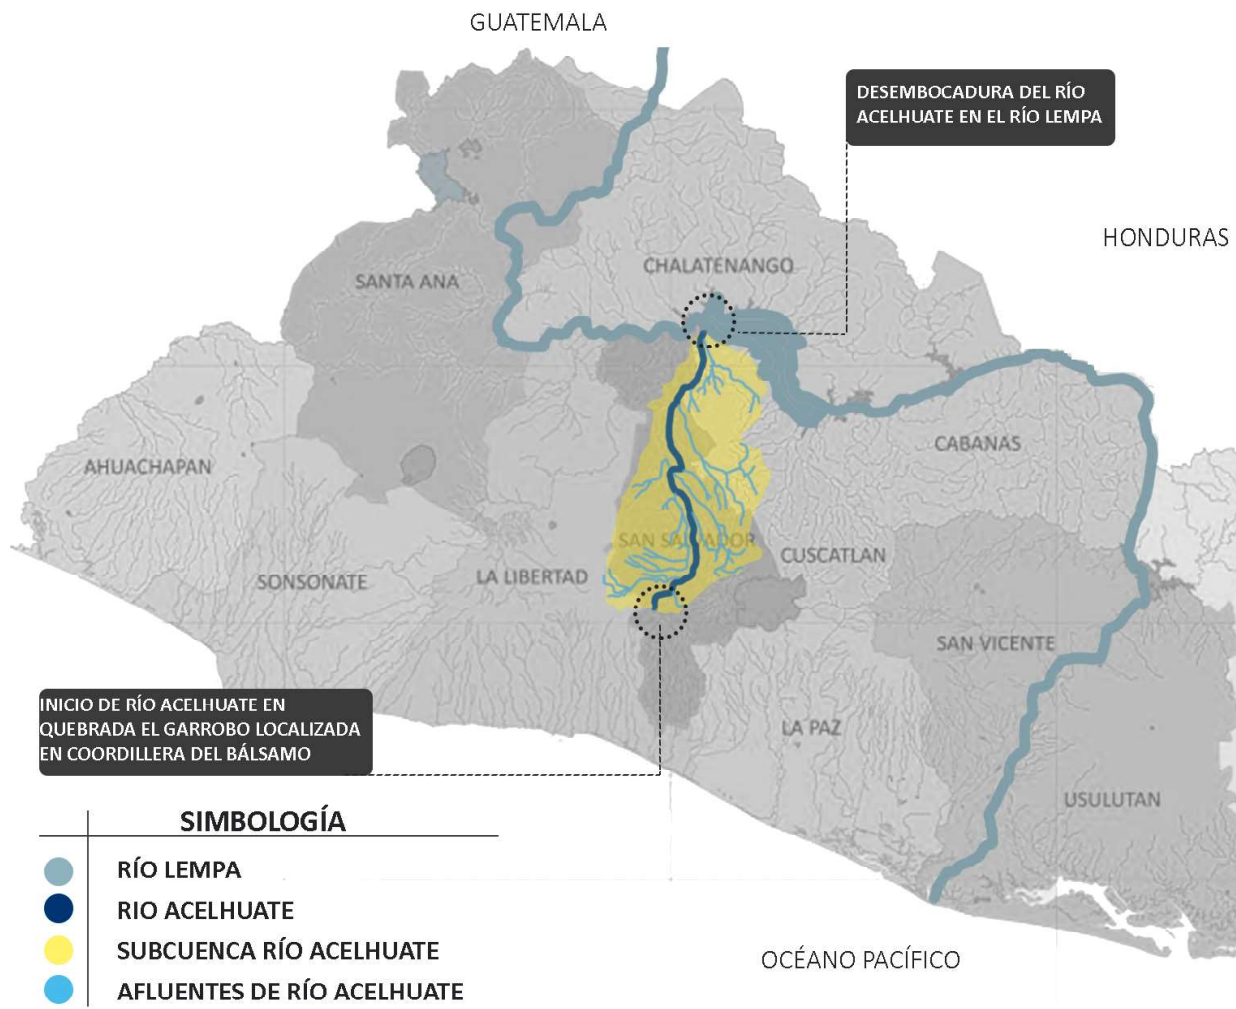 GUATEMALA
DESEMBOCADURA DEL RÍO
ACELHUATE EN EL RÍO LEMPA
HONDURAS
CHALATENANGO
SANTA ANA
CABANAS
AHUACHAPAN
SAN SALVADOR
CUSCATLAN
SONSONATE
LA LIBERTAD
SAN VICENTE
INICIO DE RÍO ACELHUATE EN
QUEBRADA EL GARROBO LOCALIZADA
EN COORDILLERA DEL BÁLSAMO
LA PAZ
USULUTAN
SIMBOLOGÍA
RÍO LEMPA
RIO ACELHUATE
SUBCUENCA RÍO ACELHUATE
AFLUENTES DE RÍO ACELHUATE
OCÉANO PACÍFICO